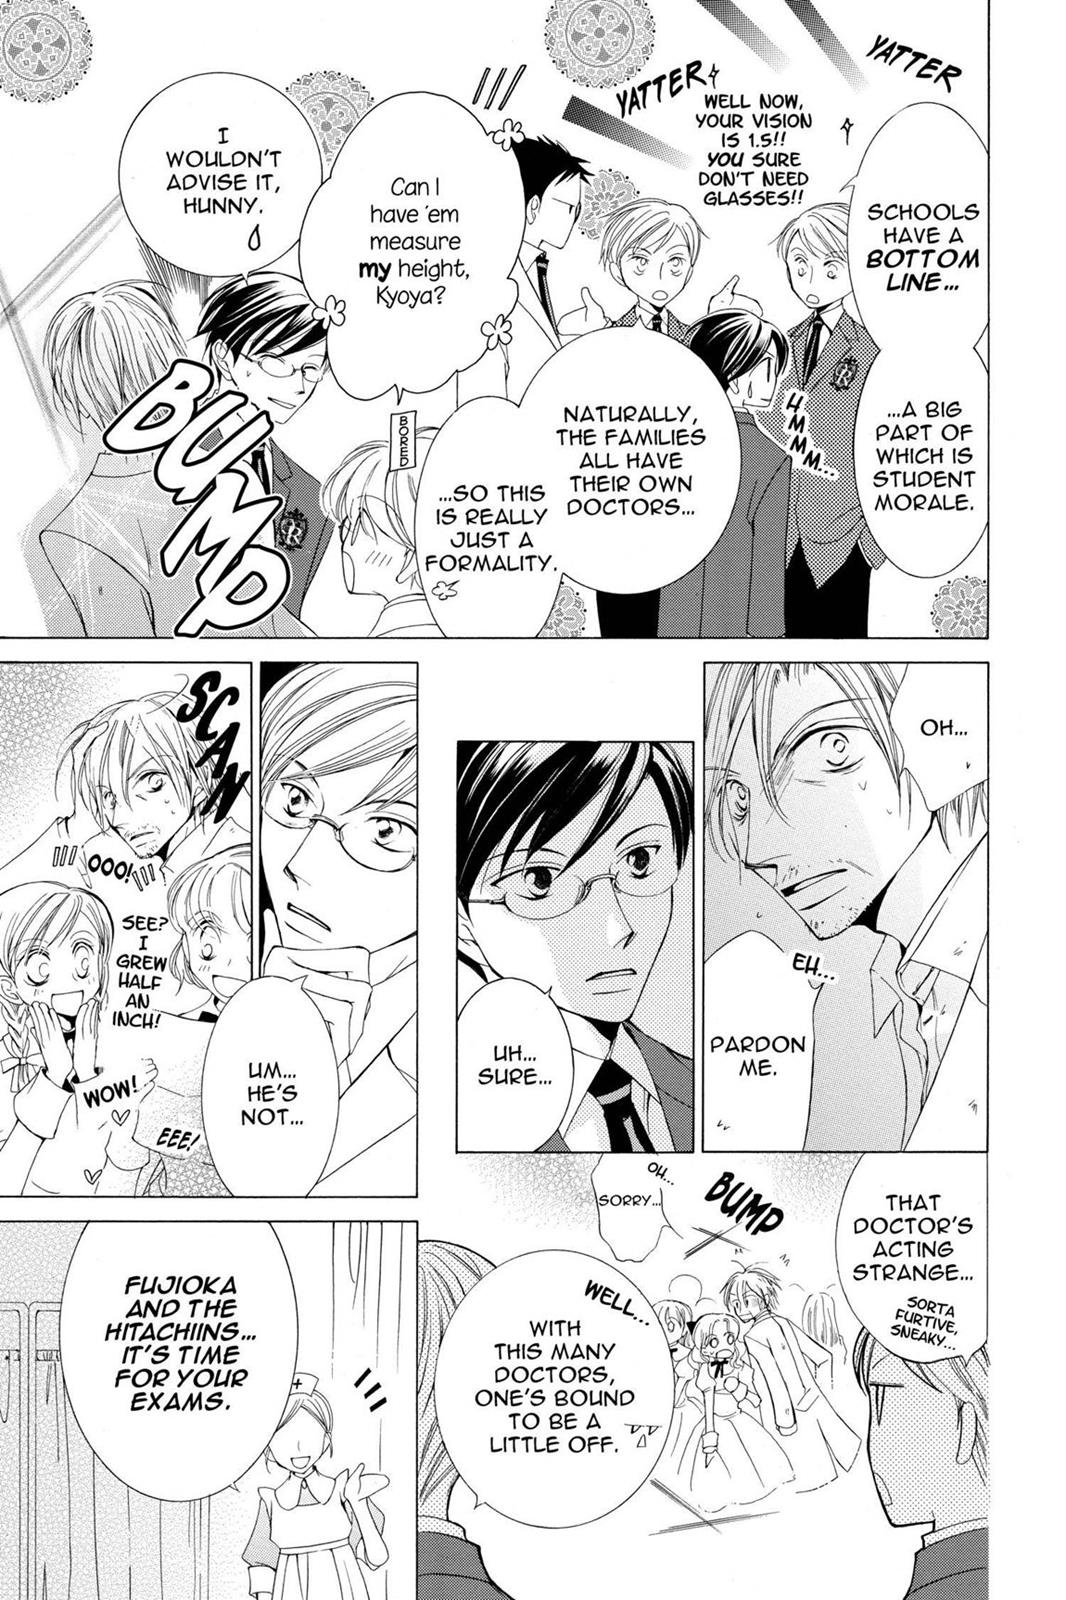 YATTER
YATTER
WELL NOW,
YOUR VISION
IS 1.5!!
YOU SURE
DON'T NEED
GLASSES!!
SCHOOLS
HAVE A
BOTTOM
LINE...
...A BIG
PART OF
WHICH IS
STUDENT
MORALE.
UMMM...
NATURALLY,
THE FAMILIES
ALL HAVE
THEIR OWN
DOCTORS...
...SO THIS
IS REALLY
JUST A
FORMALITY.
Can I
have 'em
measure
my height,
Kyoya?
BORED
I
WOULDN'T
ADVISE IT,
HUNNY.
BUMP
OH...
EH...
PARDON
ME.
UH...
SURE...
UM...
HE'S
NOT...
SCAN
OOO!
SEE?
I
GREW
HALF
AN
INCH!
WOW!
EEE!
THAT
DOCTOR'S
ACTING
STRANGE...
SORTA
FURTIVE,
SNEAKY...
BUMP
OH...
SORRY...
WELL...
WITH
THIS MANY
DOCTORS,
ONE'S BOUND
TO BE A
LITTLE OFF.
FUJIOKA
AND THE
HITACHIINS...
IT'S TIME
FOR YOUR
EXAMS.